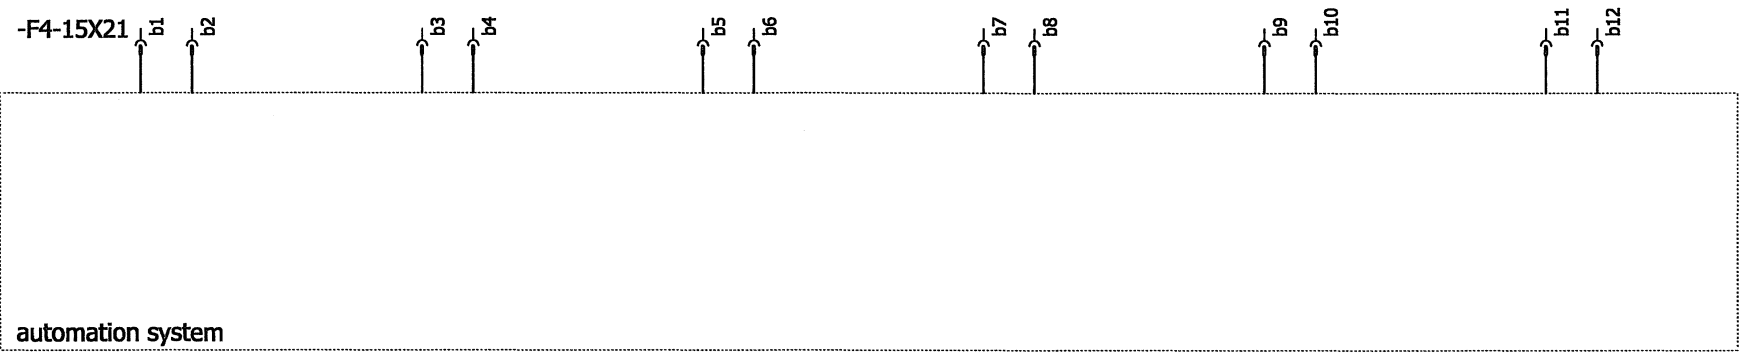 -F4-15X21 b1 b2 b3 b4 b5 b6 b7 b8 b9 b10 b11 b12
automation system